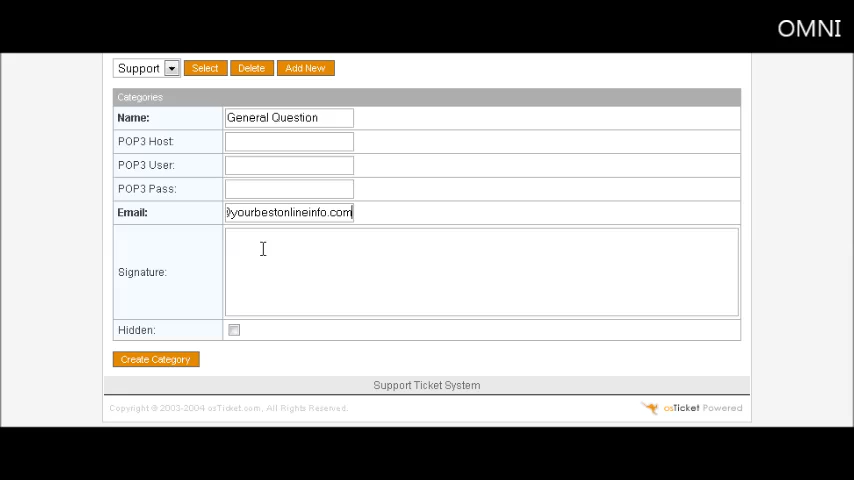 OMNI
Support Select Delete Add New
Categories
Name: General Question
POP3 Host:
POP3 User:
POP3 Pass:
Email: @yourbestonlineinfo.com
Signature:
Hidden:
Create Category
Support Ticket System
Copyright © 2003-2004 osTicket.com, All Rights Reserved. osTicket Powered